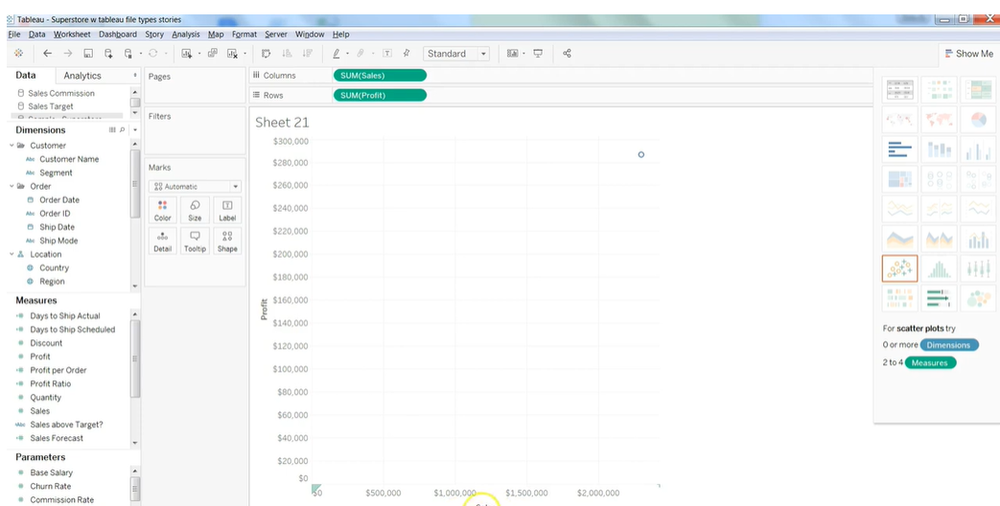 Tableau - Superstore w tableau file types stories
File Data Worksheet Dashboard Story Analysis Map Format Server Window Help
Standard
Show Me
Data Analytics
Sales Commission
Sales Target
Dimensions
Customer
Abc Customer Name
Abc Segment
Order
Order Date
Abc Order ID
Ship Date
Abc Ship Mode
Location
Country
Region
Measures
Days to Ship Actual
Days to Ship Scheduled
Discount
Profit
Profit per Order
Profit Ratio
Quantity
Sales
Abc Sales above Target?
Sales Forecast
Parameters
Base Salary
Churn Rate
Commission Rate
Pages
Filters
Marks
Automatic
Color Size Label
Detail Tooltip Shape
Columns SUM(Sales)
Rows SUM(Profit)
Sheet 21
$300,000
$280,000
$260,000
$240,000
$220,000
$200,000
$180,000
$160,000
$140,000
$120,000
$100,000
$80,000
$60,000
$40,000
$20,000
$0
Profit
$0 $500,000 $1,000,000 $1,500,000 $2,000,000
For scatter plots try
0 or more Dimensions
2 to 4 Measures